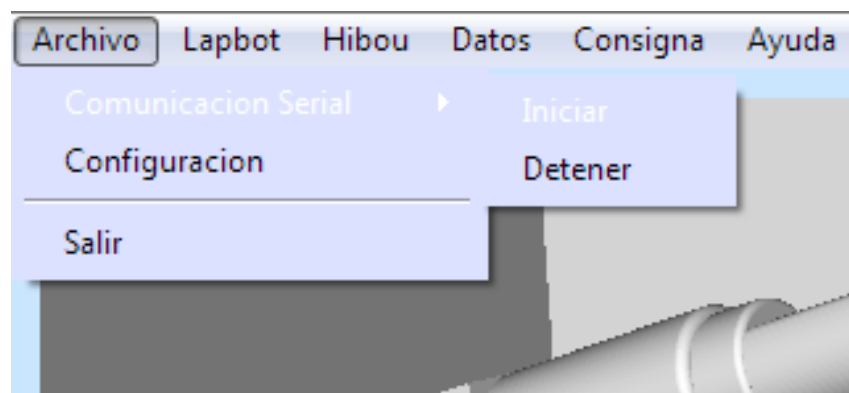 Archivo Lapbot Hibou Datos Consigna Ayuda
Comunicacion Serial Iniciar
Configuracion Detener
Salir